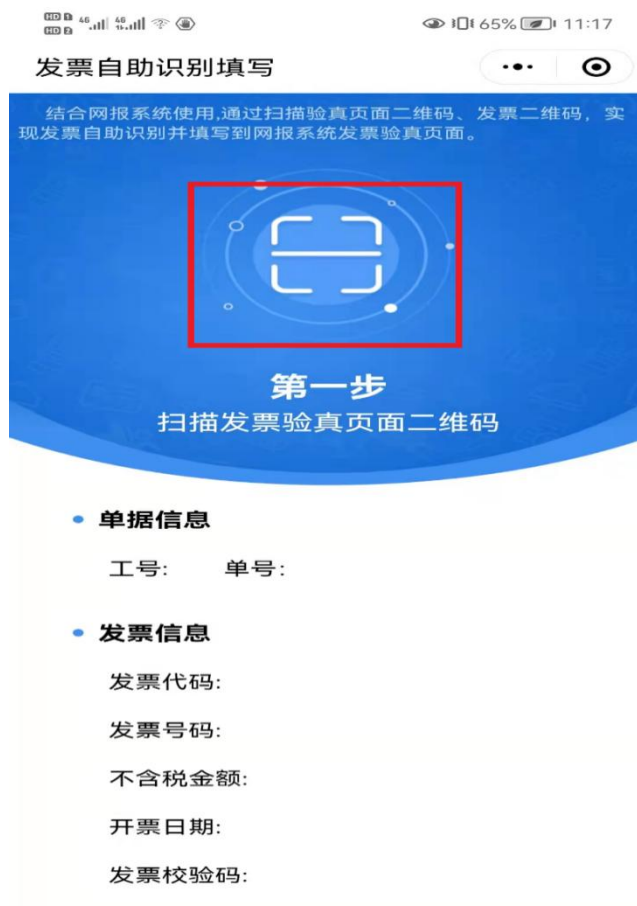 HD 46 46 65% 11:17
发票自助识别填写
结合网报系统使用,通过扫描验真页面二维码、发票二维码，实
现发票自助识别并填写到网报系统发票验真页面。
第一步
扫描发票验真页面二维码
单据信息
工号: 单号:
发票信息
发票代码:
发票号码:
不含税金额:
开票日期:
发票校验码: